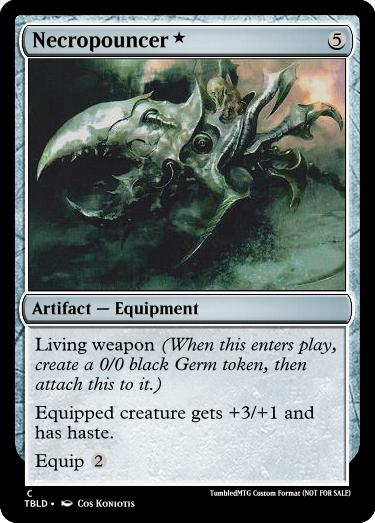 Necropouncer ★
5
Artifact — Equipment
Living weapon (When this enters play,
create a 0/0 black Germ token, then
attach this to it.)
Equipped creature gets +3/+1 and
has haste.
Equip 2
C
TBLD • Cos Koniotis
TumbledMTG Custom Format (NOT FOR SALE)